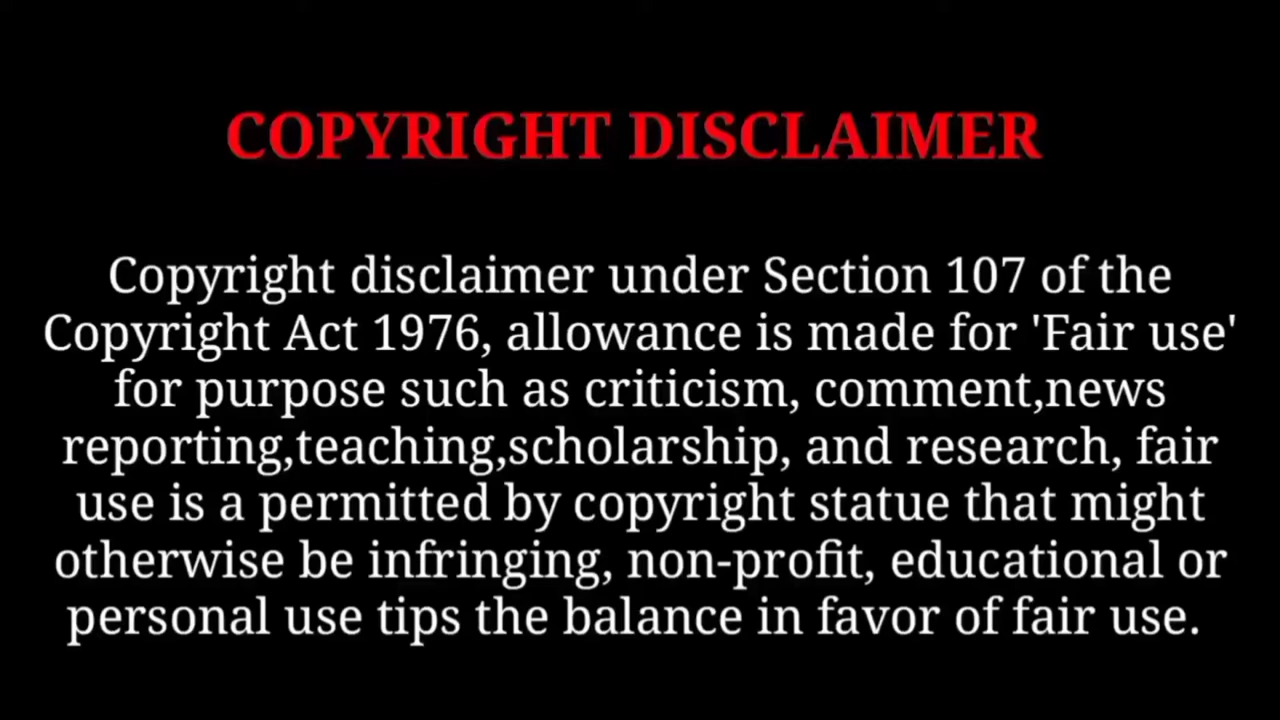 COPYRIGHT DISCLAIMER
Copyright disclaimer under Section 107 of the
Copyright Act 1976, allowance is made for 'Fair use'
for purpose such as criticism, comment,news
reporting,teaching,scholarship, and research, fair
use is a permitted by copyright statue that might
otherwise be infringing, non-profit, educational or
personal use tips the balance in favor of fair use.